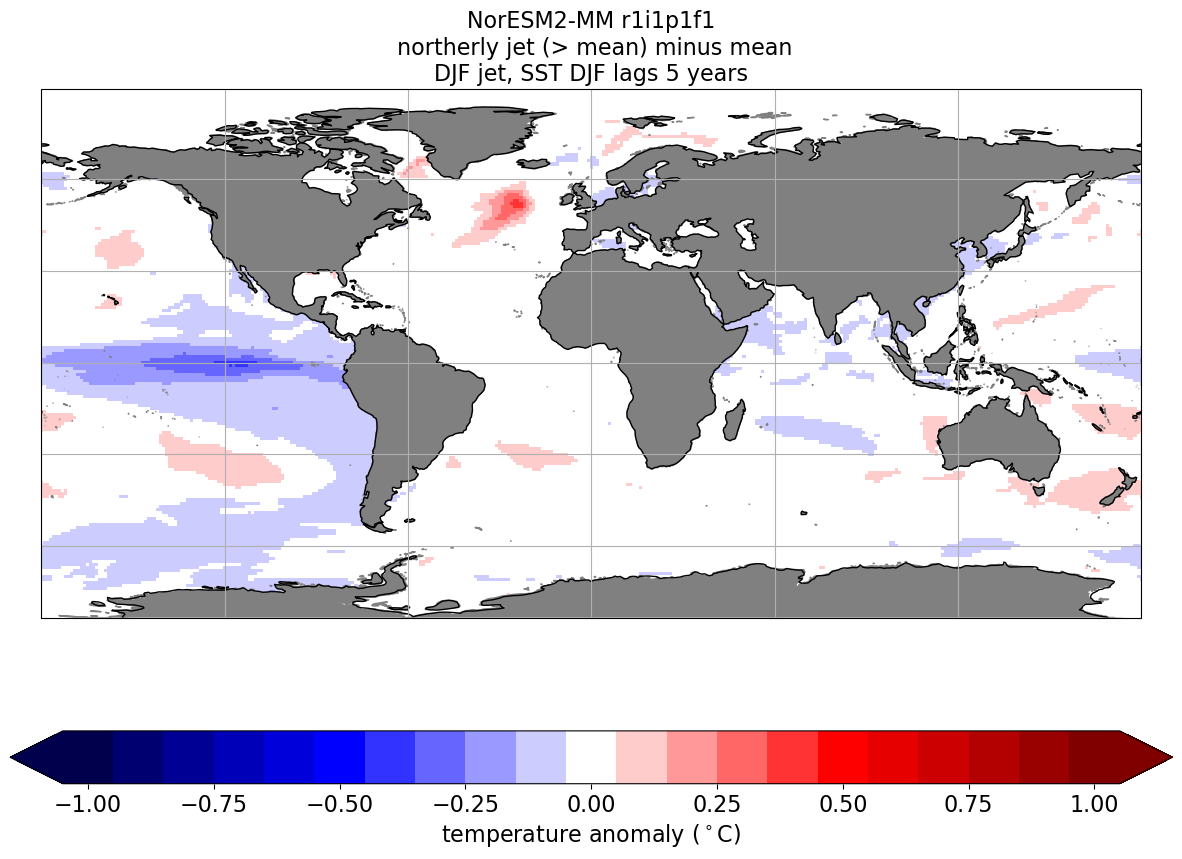 NorESM2-MM r1i1p1f1
northerly jet (> mean) minus mean
DJF jet, SST DJF lags 5 years
−1.00 −0.75 −0.50 −0.25 0.00 0.25 0.50 0.75 1.00
temperature anomaly (°C)